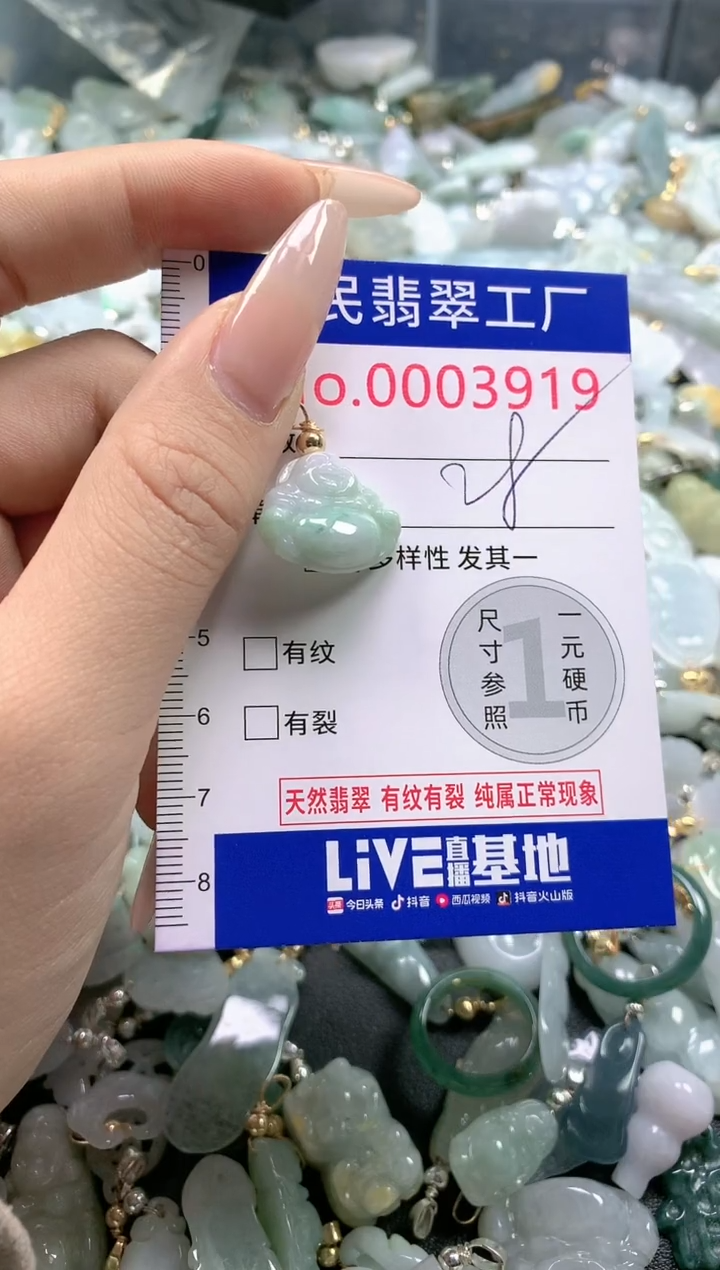 0
民翡翠工厂
No.0003919
样性 发其一
5
有纹
6
有裂
7
8
1
尺寸参照
一元硬币
天然翡翠 有纹有裂 纯属正常现象
LiVE直播基地
头条 今日头条 抖音 西瓜视频 抖音火山版